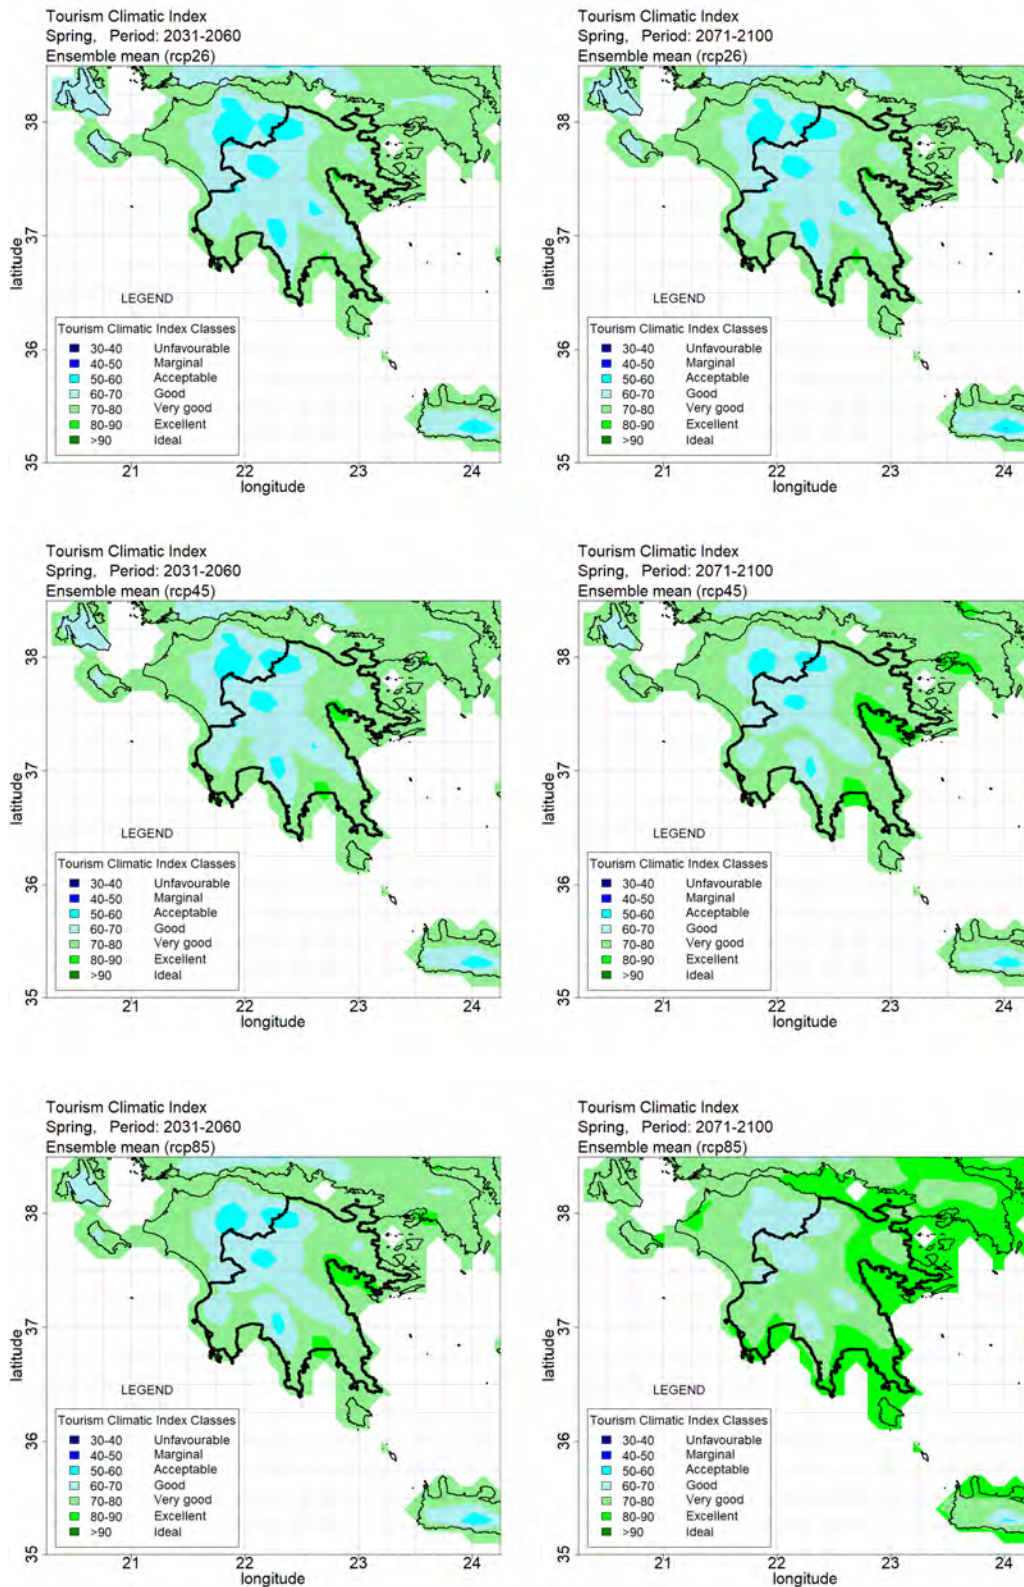 Tourism Climatic Index
Spring, Period: 2031-2060
Ensemble mean (rcp26)
38
37
36
35
latitude
LEGEND
Tourism Climatic Index Classes
30-40 Unfavourable
40-50 Marginal
50-60 Acceptable
60-70 Good
70-80 Very good
80-90 Excellent
>90 Ideal
21 22 23 24
longitude
Tourism Climatic Index
Spring, Period: 2071-2100
Ensemble mean (rcp26)
38
37
36
35
latitude
LEGEND
Tourism Climatic Index Classes
30-40 Unfavourable
40-50 Marginal
50-60 Acceptable
60-70 Good
70-80 Very good
80-90 Excellent
>90 Ideal
21 22 23 24
longitude
Tourism Climatic Index
Spring, Period: 2031-2060
Ensemble mean (rcp45)
38
37
36
35
latitude
LEGEND
Tourism Climatic Index Classes
30-40 Unfavourable
40-50 Marginal
50-60 Acceptable
60-70 Good
70-80 Very good
80-90 Excellent
>90 Ideal
21 22 23 24
longitude
Tourism Climatic Index
Spring, Period: 2071-2100
Ensemble mean (rcp45)
38
37
36
35
latitude
LEGEND
Tourism Climatic Index Classes
30-40 Unfavourable
40-50 Marginal
50-60 Acceptable
60-70 Good
70-80 Very good
80-90 Excellent
>90 Ideal
21 22 23 24
longitude
Tourism Climatic Index
Spring, Period: 2031-2060
Ensemble mean (rcp85)
38
37
36
35
latitude
LEGEND
Tourism Climatic Index Classes
30-40 Unfavourable
40-50 Marginal
50-60 Acceptable
60-70 Good
70-80 Very good
80-90 Excellent
>90 Ideal
21 22 23 24
longitude
Tourism Climatic Index
Spring, Period: 2071-2100
Ensemble mean (rcp85)
38
37
36
35
latitude
LEGEND
Tourism Climatic Index Classes
30-40 Unfavourable
40-50 Marginal
50-60 Acceptable
60-70 Good
70-80 Very good
80-90 Excellent
>90 Ideal
21 22 23 24
longitude